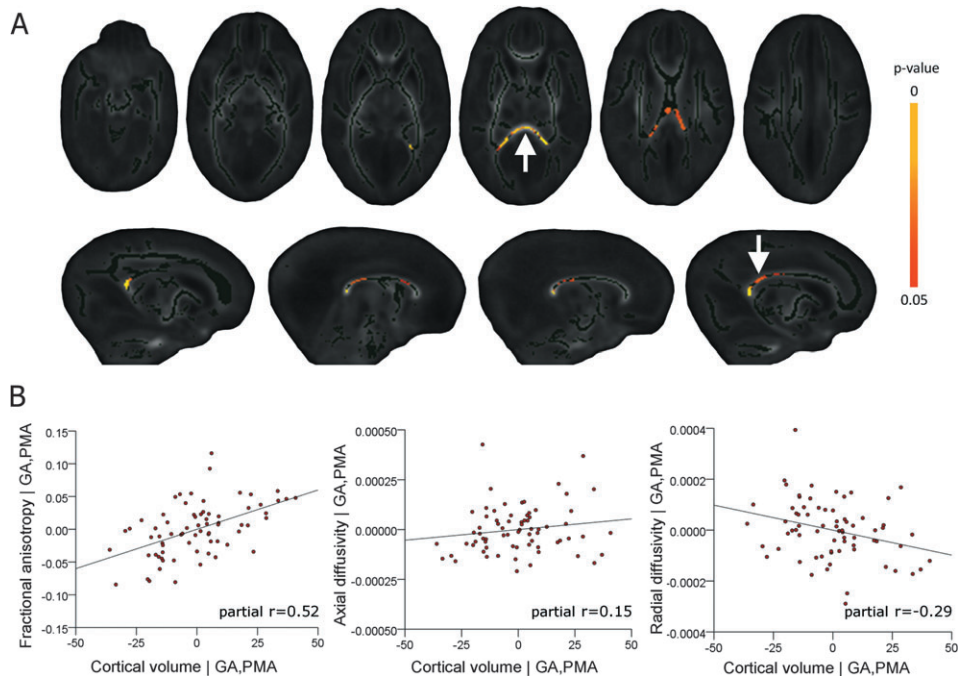 A
p-value
0
0.05
B
Fractional anisotropy | GA,PMA
0.15
0.10
0.05
0.00
-0.05
-0.10
-0.15
partial r=0.52
-50
-25
0
25
50
Cortical volume | GA,PMA
Axial diffusivity | GA,PMA
0.00050
0.00025
0.00000
-0.00025
-0.00050
partial r=0.15
-50
-25
0
25
50
Cortical volume | GA,PMA
Radial diffusivity | GA,PMA
0.0004
0.0002
0.0000
-0.0002
-0.0004
partial r=-0.29
-50
-25
0
25
50
Cortical volume | GA,PMA